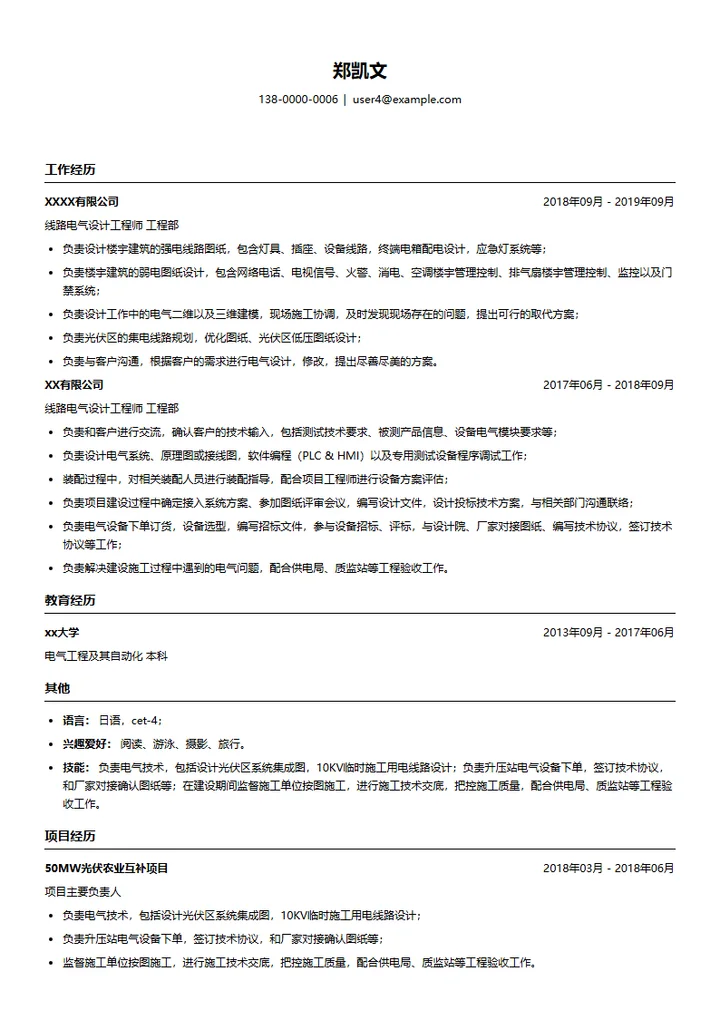 郑凯文
138-0000-0006 | user4@example.com
工作经历
XXXX有限公司 2018年09月 - 2019年09月
线路电气设计工程师 工程部
• 负责设计楼宇建筑的强电线路图纸，包含灯具、插座、设备线路，终端电箱配电设计，应急灯系统等；
• 负责楼宇建筑的弱电图纸设计，包含网络电话、电视信号、火警、消电、空调楼宇管理控制、排气扇楼宇管理控制、监控以及门
禁系统；
• 负责设计工作中的电气二维以及三维建模，现场施工协调，及时发现现场存在的问题，提出可行的取代方案；
• 负责光伏区的集电线路规划，优化图纸、光伏区低压图纸设计；
• 负责与客户沟通，根据客户的需求进行电气设计，修改，提出尽善尽美的方案。
XX有限公司 2017年06月 - 2018年09月
线路电气设计工程师 工程部
• 负责和客户进行交流，确认客户的技术输入，包括测试技术要求、被测产品信息、设备电气模块要求等；
• 负责设计电气系统、原理图或接线图，软件编程（PLC & HMI）以及专用测试设备程序调试工作；
• 装配过程中，对相关装配人员进行装配指导，配合项目工程师进行设备方案评估；
• 负责项目建设过程中确定接入系统方案、参加图纸评审会议，编写设计文件，设计投标技术方案，与相关部门沟通联络；
• 负责电气设备下单订货，设备选型，编写招标文件，参与设备招标、评标，与设计院、厂家对接图纸、编写技术协议，签订技术
协议等工作；
• 负责解决建设施工过程中遇到的电气问题，配合供电局、质监站等工程验收工作。
教育经历
xx大学 2013年09月 - 2017年06月
电气工程及其自动化 本科
其他
• 语言： 日语，cet-4；
• 兴趣爱好： 阅读、游泳、摄影、旅行。
• 技能： 负责电气技术，包括设计光伏区系统集成图，10KV临时施工用电线路设计；负责升压站电气设备下单，签订技术协议，
和厂家对接确认图纸等；在建设期间监督施工单位按图施工，进行施工技术交底，把控施工质量，配合供电局、质监站等工程验
收工作。
项目经历
50MW光伏农业互补项目 2018年03月 - 2018年06月
项目主要负责人
• 负责电气技术，包括设计光伏区系统集成图，10KV临时施工用电线路设计；
• 负责升压站电气设备下单，签订技术协议，和厂家对接确认图纸等；
• 监督施工单位按图施工，进行施工技术交底，把控施工质量，配合供电局、质监站等工程验收工作。